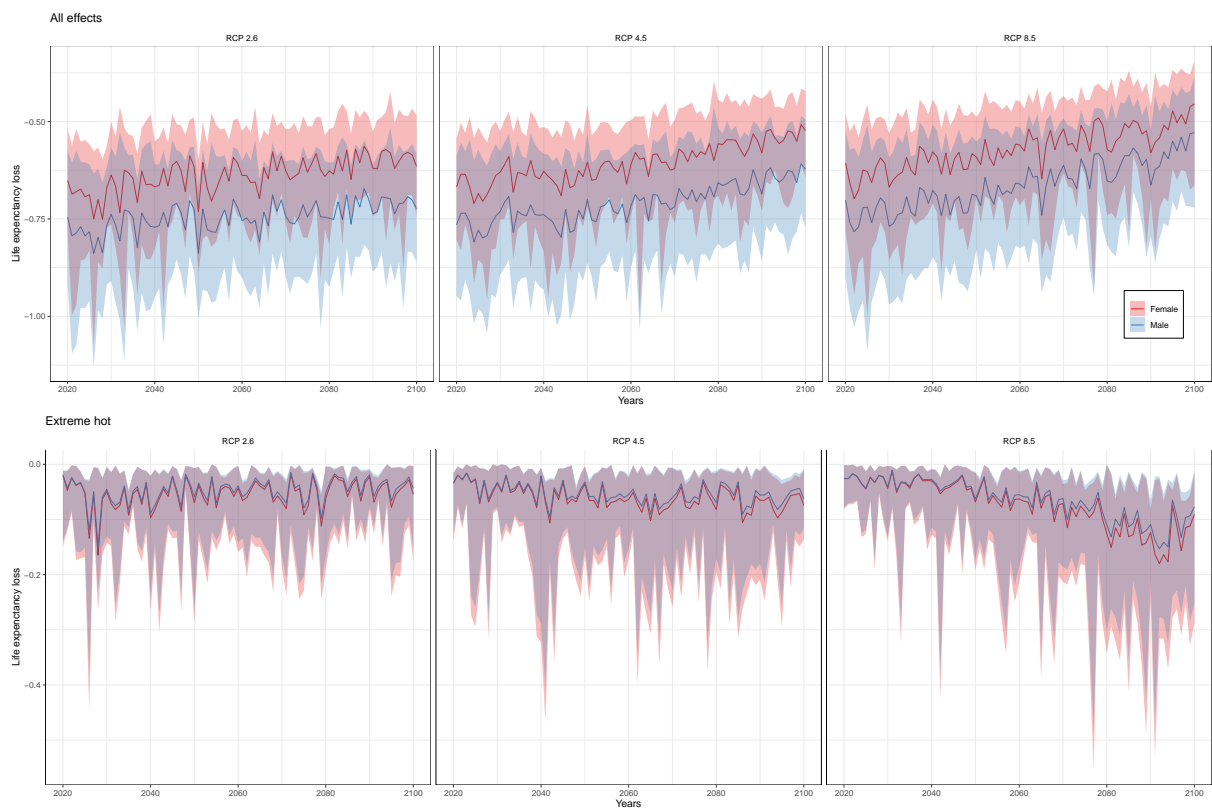 All effects
RCP 2.6
RCP 4.5
RCP 8.5
Life expenctancy loss
−0.50
−0.75
−1.00
Female
Male
2020 2040 2060 2080 2100
2020 2040 2060 2080 2100
2020 2040 2060 2080 2100
Years
Extreme hot
RCP 2.6
RCP 4.5
RCP 8.5
Life expenctancy loss
0.0
−0.2
−0.4
2020 2040 2060 2080 2100
2020 2040 2060 2080 2100
2020 2040 2060 2080 2100
Years